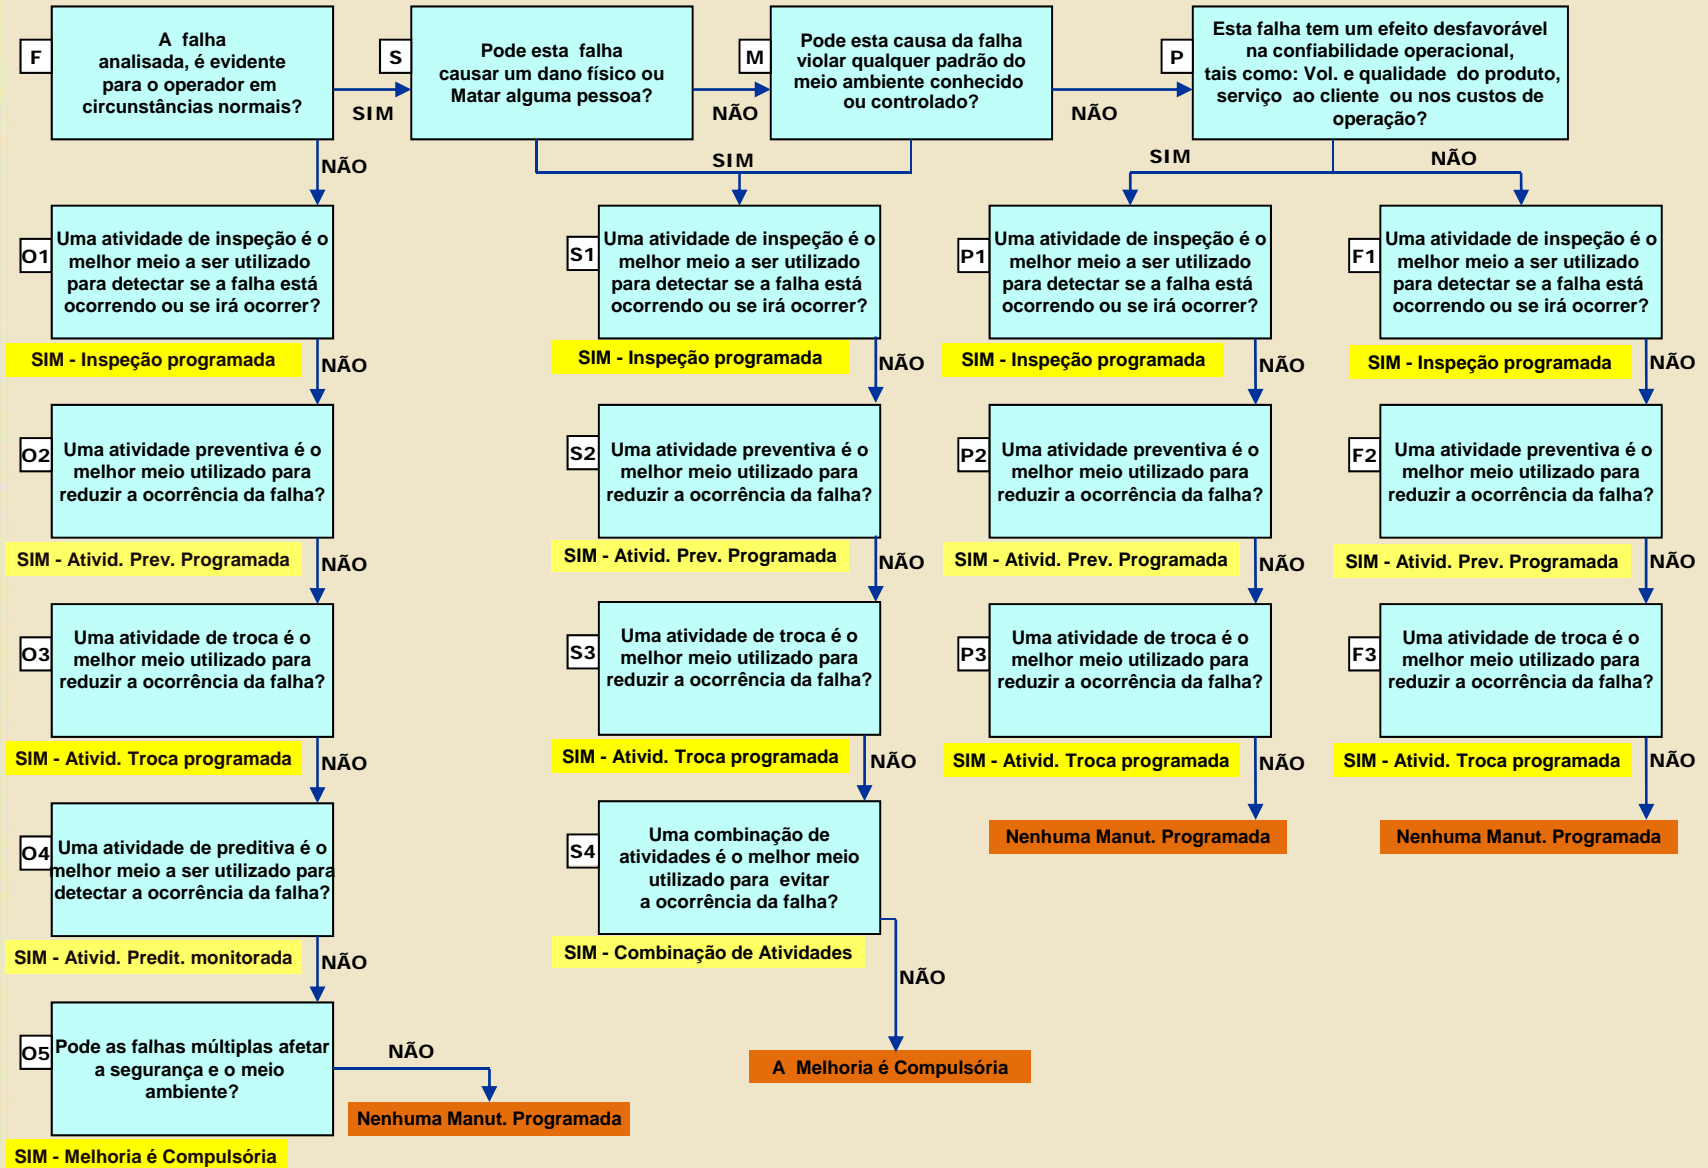 F
A falha
analisada, é evidente
para o operador em
circunstâncias normais?
SIM
S
Pode esta falha
causar um dano físico ou
Matar alguma pessoa?
NÃO
M
Pode esta causa da falha
violar qualquer padrão do
meio ambiente conhecido
ou controlado?
NÃO
P
Esta falha tem um efeito desfavorável
na confiabilidade operacional,
tais como: Vol. e qualidade do produto,
serviço ao cliente ou nos custos de
operação?
NÃO
SIM
SIM
NÃO
O1
Uma atividade de inspeção é o
melhor meio a ser utilizado
para detectar se a falha está
ocorrendo ou se irá ocorrer?
S1
Uma atividade de inspeção é o
melhor meio a ser utilizado
para detectar se a falha está
ocorrendo ou se irá ocorrer?
P1
Uma atividade de inspeção é o
melhor meio a ser utilizado
para detectar se a falha está
ocorrendo ou se irá ocorrer?
F1
Uma atividade de inspeção é o
melhor meio a ser utilizado
para detectar se a falha está
ocorrendo ou se irá ocorrer?
SIM - Inspeção programada
NÃO
SIM - Inspeção programada
NÃO
SIM - Inspeção programada
NÃO
SIM - Inspeção programada
NÃO
O2
Uma atividade preventiva é o
melhor meio utilizado para
reduzir a ocorrência da falha?
S2
Uma atividade preventiva é o
melhor meio utilizado para
reduzir a ocorrência da falha?
P2
Uma atividade preventiva é o
melhor meio utilizado para
reduzir a ocorrência da falha?
F2
Uma atividade preventiva é o
melhor meio utilizado para
reduzir a ocorrência da falha?
SIM - Ativid. Prev. Programada
NÃO
SIM - Ativid. Prev. Programada
NÃO
SIM - Ativid. Prev. Programada
NÃO
SIM - Ativid. Prev. Programada
NÃO
O3
Uma atividade de troca é o
melhor meio utilizado para
reduzir a ocorrência da falha?
S3
Uma atividade de troca é o
melhor meio utilizado para
reduzir a ocorrência da falha?
P3
Uma atividade de troca é o
melhor meio utilizado para
reduzir a ocorrência da falha?
F3
Uma atividade de troca é o
melhor meio utilizado para
reduzir a ocorrência da falha?
SIM - Ativid. Troca programada
NÃO
SIM - Ativid. Troca programada
NÃO
SIM - Ativid. Troca programada
NÃO
SIM - Ativid. Troca programada
NÃO
O4
Uma atividade de preditiva é o
melhor meio a ser utilizado para
detectar a ocorrência da falha?
S4
Uma combinação de
atividades é o melhor meio
utilizado para evitar
a ocorrência da falha?
Nenhuma Manut. Programada
Nenhuma Manut. Programada
SIM - Ativid. Predit. monitorada
NÃO
SIM - Combinação de Atividades
NÃO
O5
Pode as falhas múltiplas afetar
a segurança e o meio
ambiente?
NÃO
A Melhoria é Compulsória
Nenhuma Manut. Programada
SIM - Melhoria é Compulsória